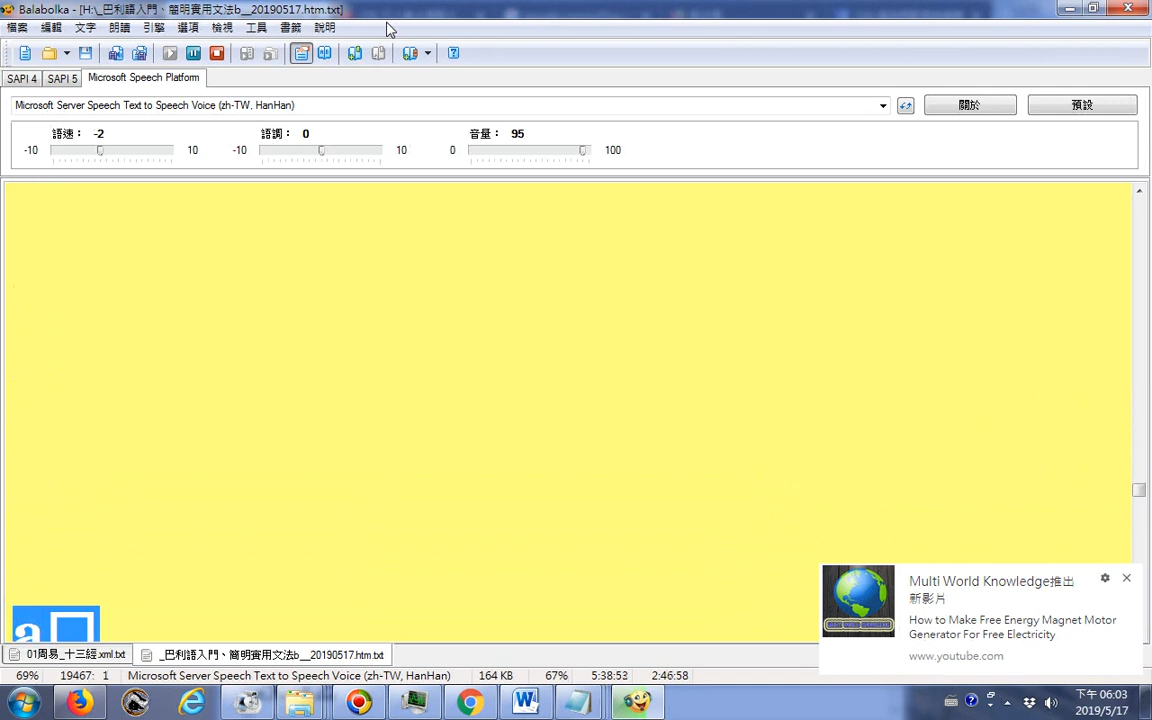 Balabolka - [H:\_巴利語入門、簡明實用文法b__20190517.htm.txt]
檔案 編輯 文字 朗讀 引擎 選項 檢視 工具 書籤 說明
SAPI 4 SAPI 5 Microsoft Speech Platform
Microsoft Server Speech Text to Speech Voice (zh-TW, HanHan) 關於 預設
語速： -2 語調： 0 音量： 95
-10 10 -10 10 0 100
Multi World Knowledge推出
新影片
How to Make Free Energy Magnet Motor
Generator For Free Electricity
www.youtube.com
a
01周易_十三經.xml.txt _巴利語入門、簡明實用文法b__20190517.htm.txt
69% 19467: 1 Microsoft Server Speech Text to Speech Voice (zh-TW, HanHan) 164 KB 67% 5:38:53 2:46:58
下午 06:03
2019/5/17